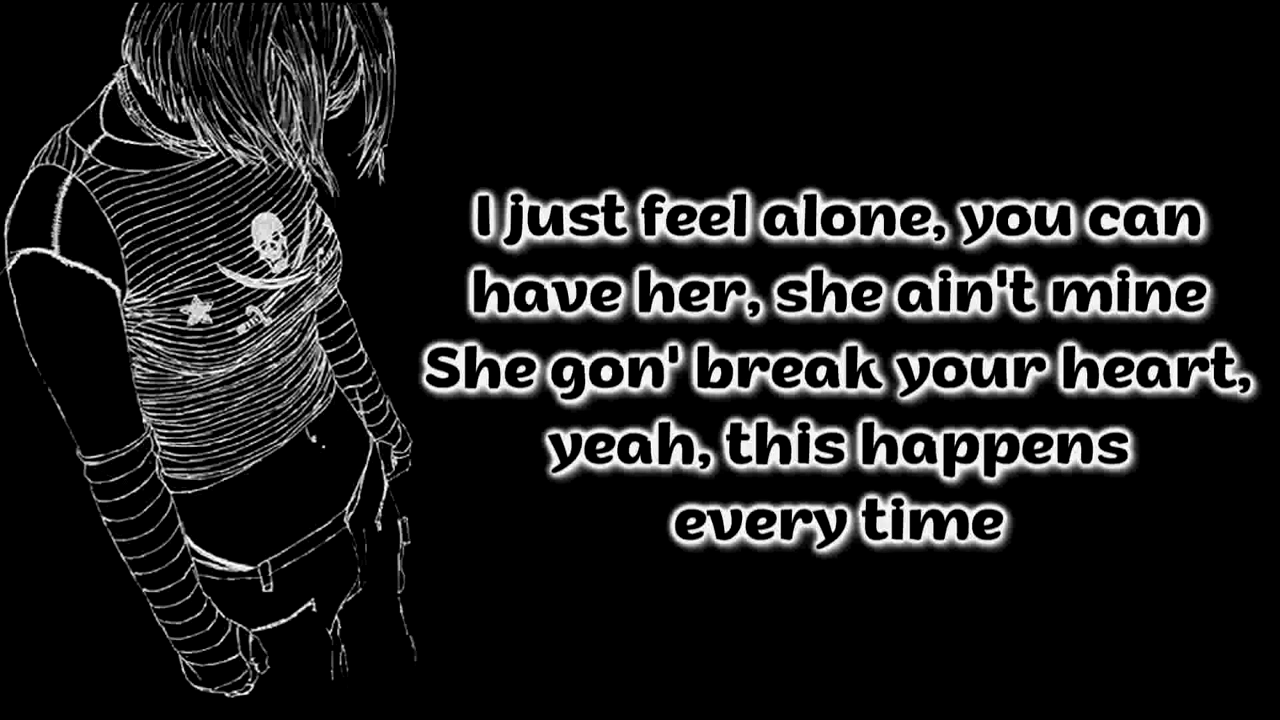 I just feel alone, you can
have her, she ain't mine
She gon' break your heart,
yeah, this happens
every time